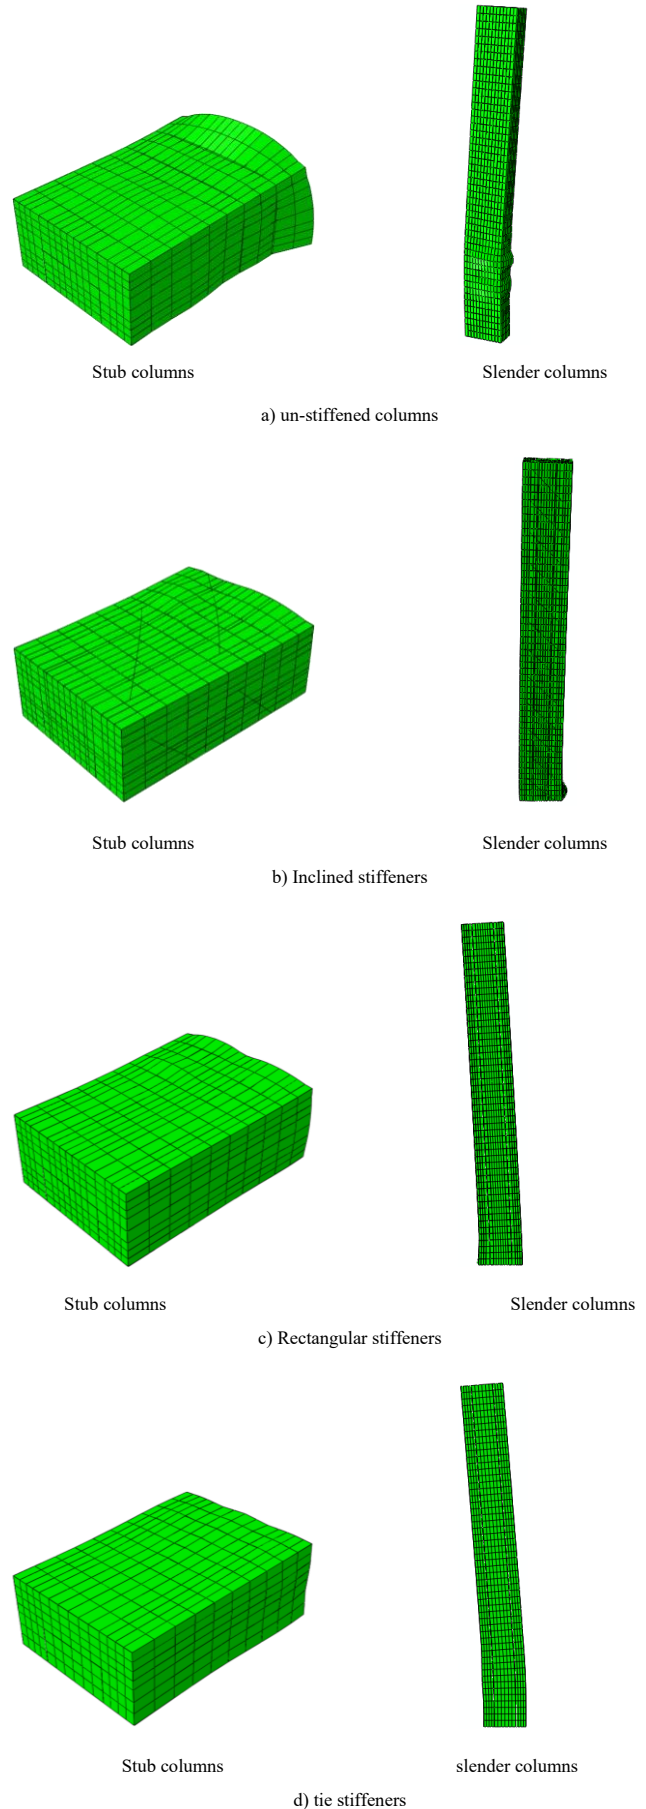 Stub columns
Slender columns
a) un-stiffened columns
Stub columns
Slender columns
b) Inclined stiffeners
Stub columns
Slender columns
c) Rectangular stiffeners
Stub columns
slender columns
d) tie stiffeners